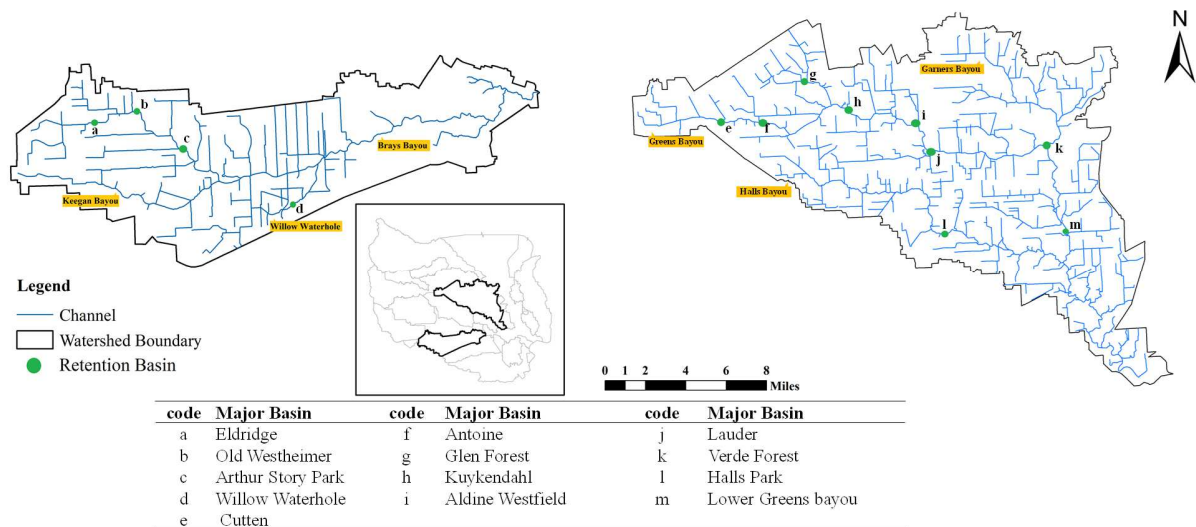 N
Garners Bayou
g
b
h
a
e
f
i
c
Brays Bayou
Greens Bayou
j
k
Keegan Bayou
Halls Bayou
d
Willow Waterhole
l
m
Legend
Channel
Watershed Boundary
Retention Basin
0 1 2 4 6 8
Miles
code Major Basin code Major Basin code Major Basin
a Eldridge f Antoine j Lauder
b Old Westheimer g Glen Forest k Verde Forest
c Arthur Story Park h Kuykendahl l Halls Park
d Willow Waterhole i Aldine Westfield m Lower Greens bayou
e Cutten